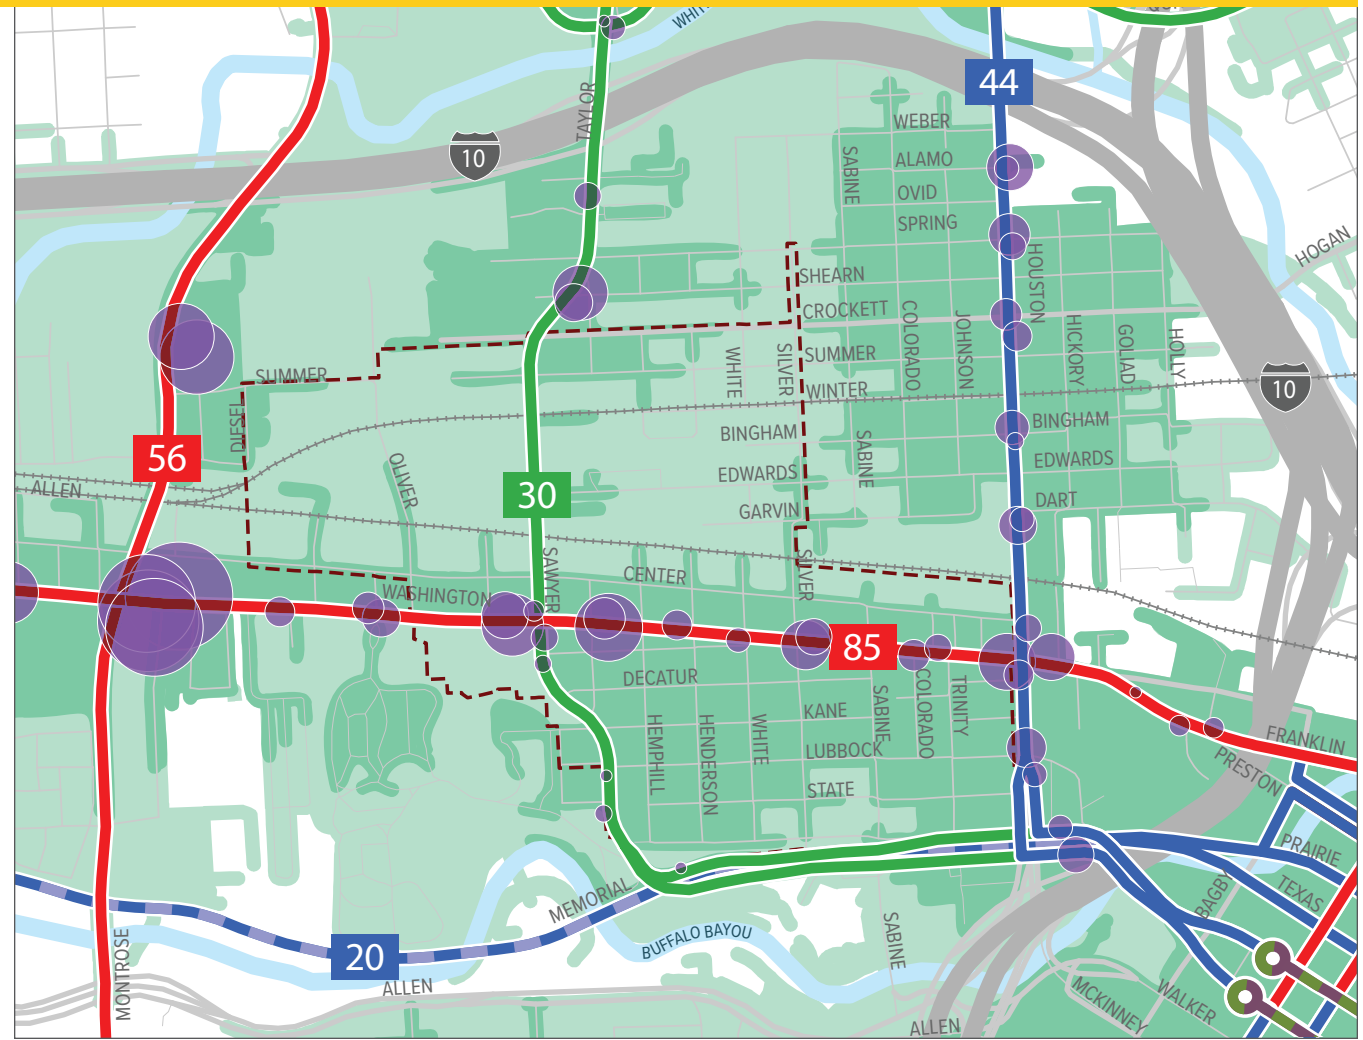 WHIT
44
TAYLOR
WEBER
10
SABINE
ALAMO
OVID
SPRING
HOGAN
HOUSTON
SHEARN
CROCKETT
COLORADO
JOHNSON
HICKORY
GOLIAD
HOLLY
WHITE
SILVER
SUMMER
SUMMER
WINTER
10
DIESEL
BINGHAM
SABINE
BINGHAM
56
OLIVER
EDWARDS
EDWARDS
ALLEN
30
GARVIN
DART
SAWYER
CENTER
SILVER
WASHINGTON
85
DECATUR
HEMPHILL
HENDERSON
WHITE
KANE
SABINE
COLORADO
TRINITY
LUBBOCK
STATE
FRANKLIN
PRESTON
PRAIRIE
TEXAS
BAGBY
MEMORIAL
BUFFALO BAYOU
SABINE
20
MONTROSE
ALLEN
MCKINNEY
WALKER
ALLEN